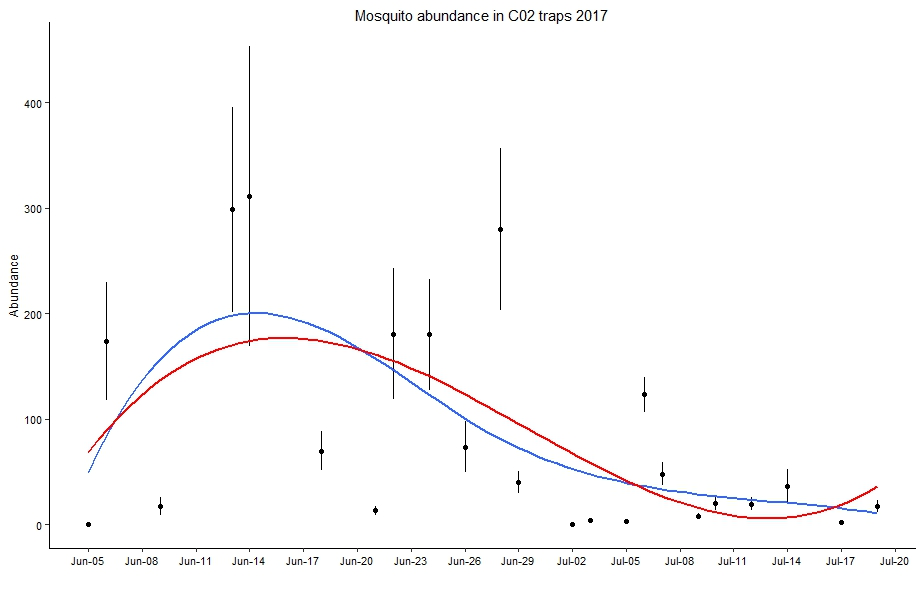 Mosquito abundance in C02 traps 2017
Abundance
400
300
200
100
0
Jun-05 Jun-08 Jun-11 Jun-14 Jun-17 Jun-20 Jun-23 Jun-26 Jun-29 Jul-02 Jul-05 Jul-08 Jul-11 Jul-14 Jul-17 Jul-20